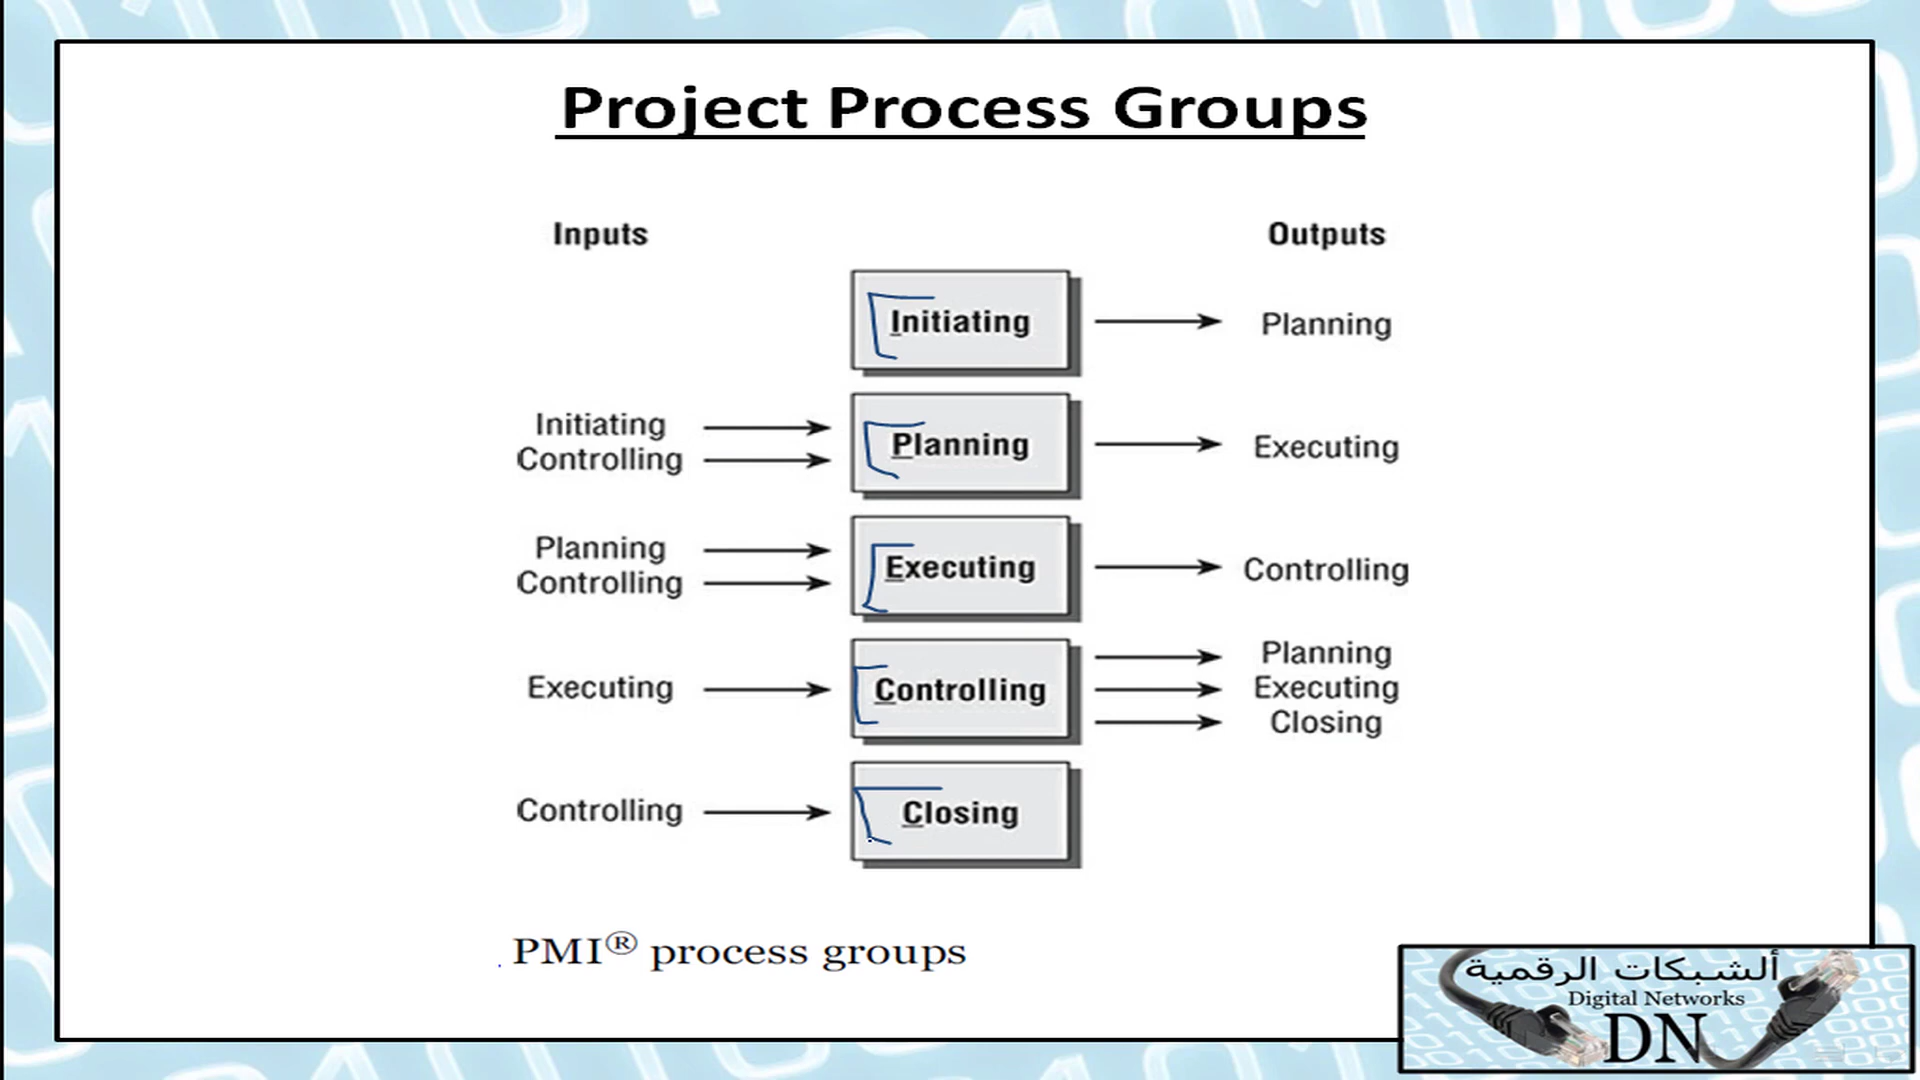 Project Process Groups
Inputs
Outputs
Initiating
Planning
Initiating
Controlling
Planning
Executing
Planning
Controlling
Executing
Controlling
Executing
Controlling
Planning
Executing
Closing
Controlling
Closing
PMI® process groups
ألشبكات الرقمية
Digital Networks
DN